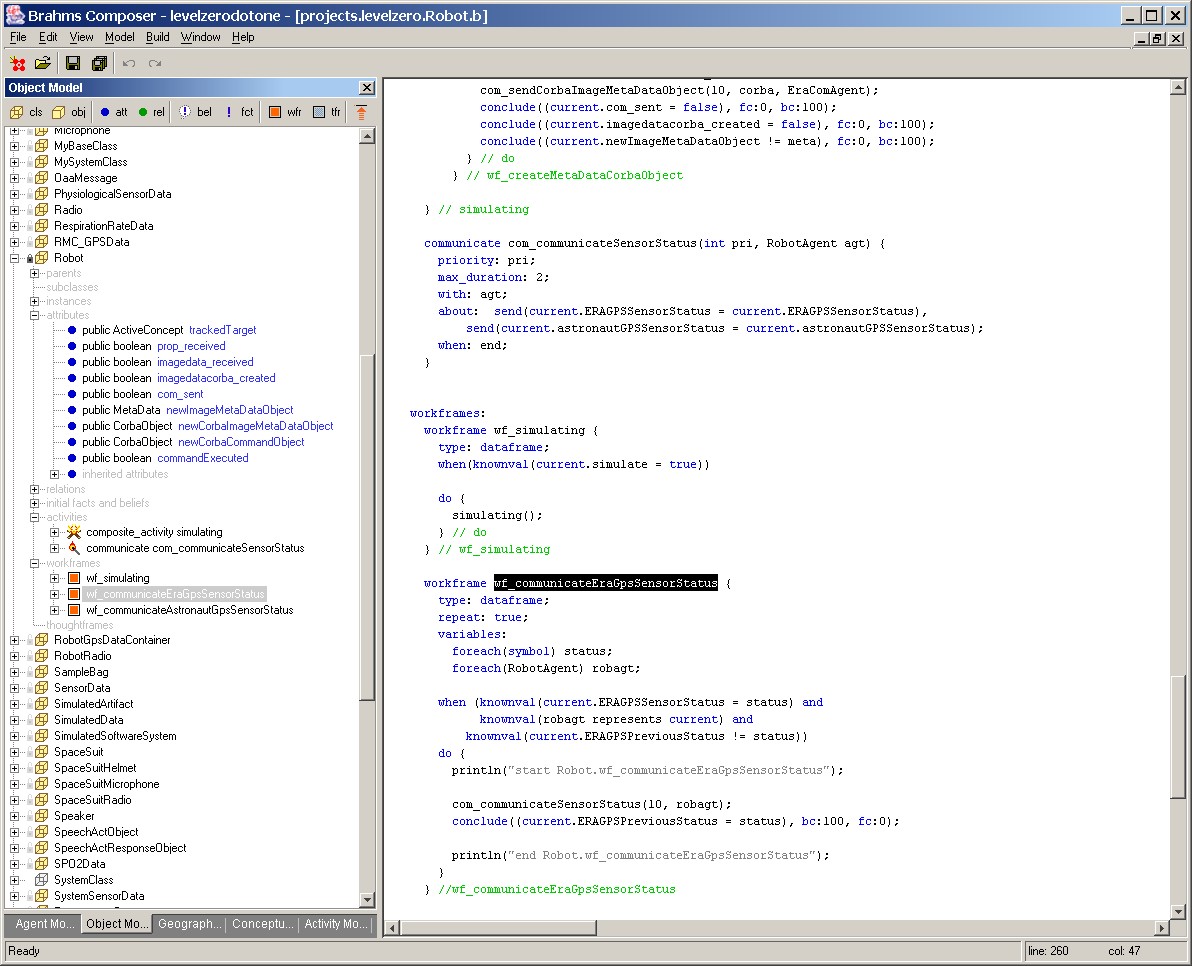 Brahms Composer - levelzerodotone - [projects.levelzero.Robot.b]
File Edit View Model Build Window Help
Object Model
cls obj att rel bel fct wfr tfr
Microphone
MyBaseClass
MySystemClass
OaaMessage
PhysiologicalSensorData
Radio
RespirationRateData
RMC_GPSData
Robot
parents
subclasses
instances
attributes
public ActiveConcept trackedTarget
public boolean prop_received
public boolean imagedata_received
public boolean imagedatacorba_created
public boolean com_sent
public MetaData newImageMetaDataObject
public CorbaObject newCorbaImageMetaDataObject
public CorbaObject newCorbaCommandObject
public boolean commandExecuted
inherited attributes
relations
initial facts and beliefs
activities
composite_activity simulating
communicate com_communicateSensorStatus
workframes
wf_simulating
wf_communicateEraGpsSensorStatus
wf_communicateAstronautGpsSensorStatus
thoughtframes
RobotGpsDataContainer
RobotRadio
SampleBag
SensorData
SimulatedArtifact
SimulatedData
SimulatedSoftwareSystem
SpaceSuit
SpaceSuitHelmet
SpaceSuitMicrophone
SpaceSuitRadio
Speaker
SpeechActObject
SpeechActResponseObject
SPO2Data
SystemClass
SystemSensorData
Agent Mo... Object Mo... Geograph... Conceptu... Activity Mo...
com_sendCorbaImageMetaDataObject(10, corba, EraComAgent);
conclude((current.com_sent = false), fc:0, bc:100);
conclude((current.imagedatacorba_created = false), fc:0, bc:100);
conclude((current.newImageMetaDataObject != meta), fc:0, bc:100);
} // do
} // wf_createMetaDataCorbaObject
} // simulating
communicate com_communicateSensorStatus(int pri, RobotAgent agt) {
priority: pri;
max_duration: 2;
with: agt;
about: send(current.ERAGPSSensorStatus = current.ERAGPSSensorStatus),
send(current.astronautGPSSensorStatus = current.astronautGPSSensorStatus);
when: end;
}
workframes:
workframe wf_simulating {
type: dataframe;
when(knownval(current.simulate = true))
do {
simulating();
} // do
} // wf_simulating
workframe wf_communicateEraGpsSensorStatus {
type: dataframe;
repeat: true;
variables:
foreach(symbol) status;
foreach(RobotAgent) robagt;
when (knownval(current.ERAGPSSensorStatus = status) and
knownval(robagt represents current) and
knownval(current.ERAGPSPreviousStatus != status))
do {
println("start Robot.wf_communicateEraGpsSensorStatus");
com_communicateSensorStatus(10, robagt);
conclude((current.ERAGPSPreviousStatus = status), bc:100, fc:0);
println("end Robot.wf_communicateEraGpsSensorStatus");
}
} //wf_communicateEraGpsSensorStatus
Ready line: 260 col: 47